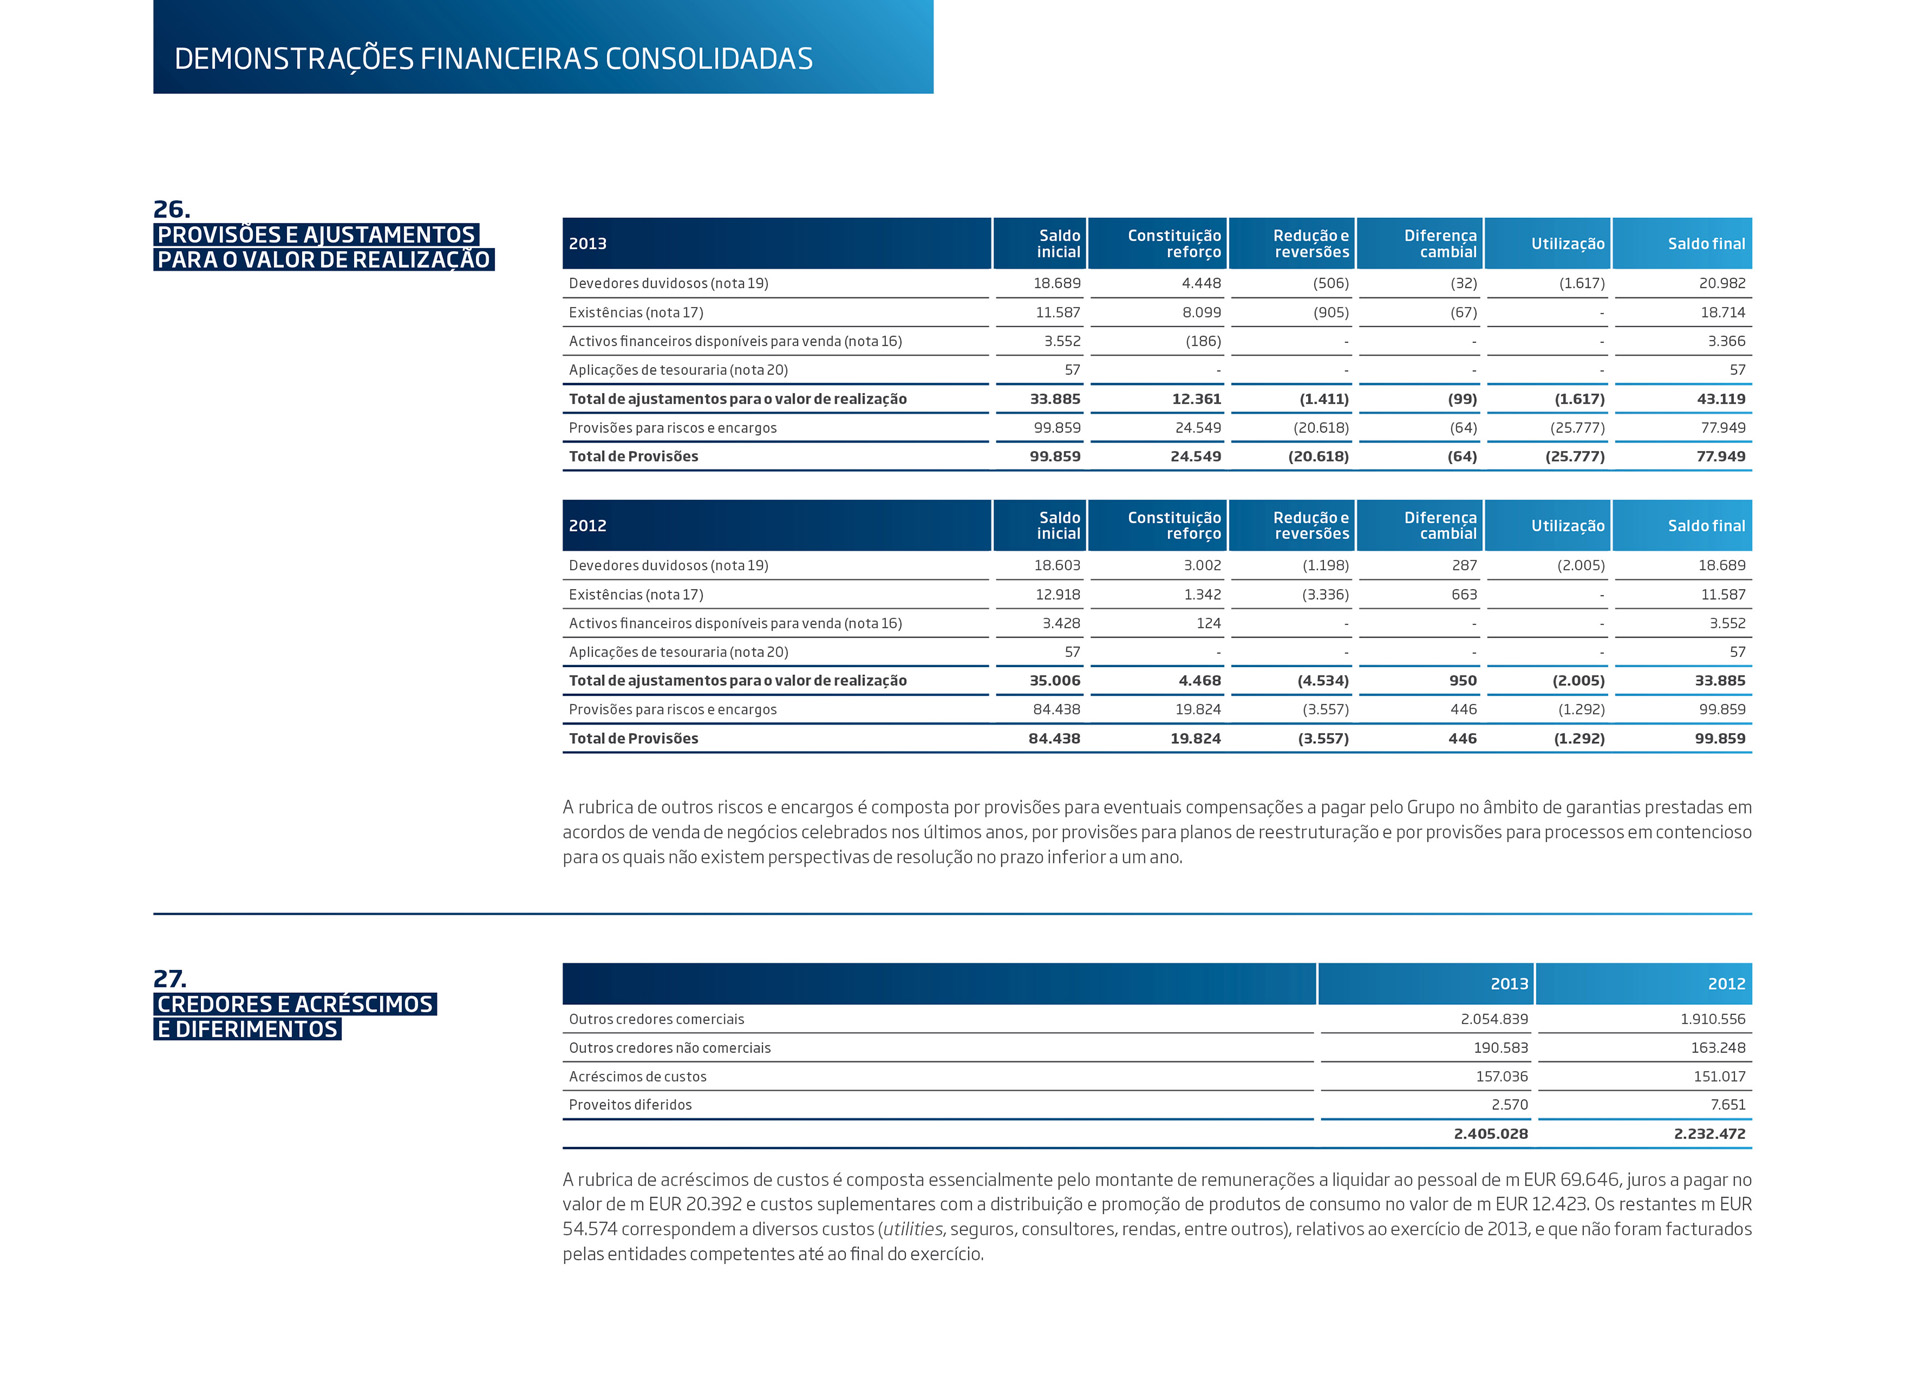 DEMONSTRAÇÕES FINANCEIRAS CONSOLIDADAS
26.
PROVISÕES E AJUSTAMENTOS
PARA O VALOR DE REALIZAÇÃO
2013 Saldo inicial Constituição reforço Redução e reversões Diferença cambial Utilização Saldo final
Devedores duvidosos (nota 19) 18.689 4.448 (506) (32) (1.617) 20.982
Existências (nota 17) 11.587 8.099 (905) (67) - 18.714
Activos financeiros disponíveis para venda (nota 16) 3.552 (186) - - - 3.366
Aplicações de tesouraria (nota 20) 57 - - - - 57
Total de ajustamentos para o valor de realização 33.885 12.361 (1.411) (99) (1.617) 43.119
Provisões para riscos e encargos 99.859 24.549 (20.618) (64) (25.777) 77.949
Total de Provisões 99.859 24.549 (20.618) (64) (25.777) 77.949
2012 Saldo inicial Constituição reforço Redução e reversões Diferença cambial Utilização Saldo final
Devedores duvidosos (nota 19) 18.603 3.002 (1.198) 287 (2.005) 18.689
Existências (nota 17) 12.918 1.342 (3.336) 663 - 11.587
Activos financeiros disponíveis para venda (nota 16) 3.428 124 - - - 3.552
Aplicações de tesouraria (nota 20) 57 - - - - 57
Total de ajustamentos para o valor de realização 35.006 4.468 (4.534) 950 (2.005) 33.885
Provisões para riscos e encargos 84.438 19.824 (3.557) 446 (1.292) 99.859
Total de Provisões 84.438 19.824 (3.557) 446 (1.292) 99.859
A rubrica de outros riscos e encargos é composta por provisões para eventuais compensações a pagar pelo Grupo no âmbito de garantias prestadas em
acordos de venda de negócios celebrados nos últimos anos, por provisões para planos de reestruturação e por provisões para processos em contencioso
para os quais não existem perspectivas de resolução no prazo inferior a um ano.
27.
CREDORES E ACRÉSCIMOS
E DIFERIMENTOS
2013 2012
Outros credores comerciais 2.054.839 1.910.556
Outros credores não comerciais 190.583 163.248
Acréscimos de custos 157.036 151.017
Proveitos diferidos 2.570 7.651
2.405.028 2.232.472
A rubrica de acréscimos de custos é composta essencialmente pelo montante de remunerações a liquidar ao pessoal de m EUR 69.646, juros a pagar no
valor de m EUR 20.392 e custos suplementares com a distribuição e promoção de produtos de consumo no valor de m EUR 12.423. Os restantes m EUR
54.574 correspondem a diversos custos (utilities, seguros, consultores, rendas, entre outros), relativos ao exercício de 2013, e que não foram facturados
pelas entidades competentes até ao final do exercício.